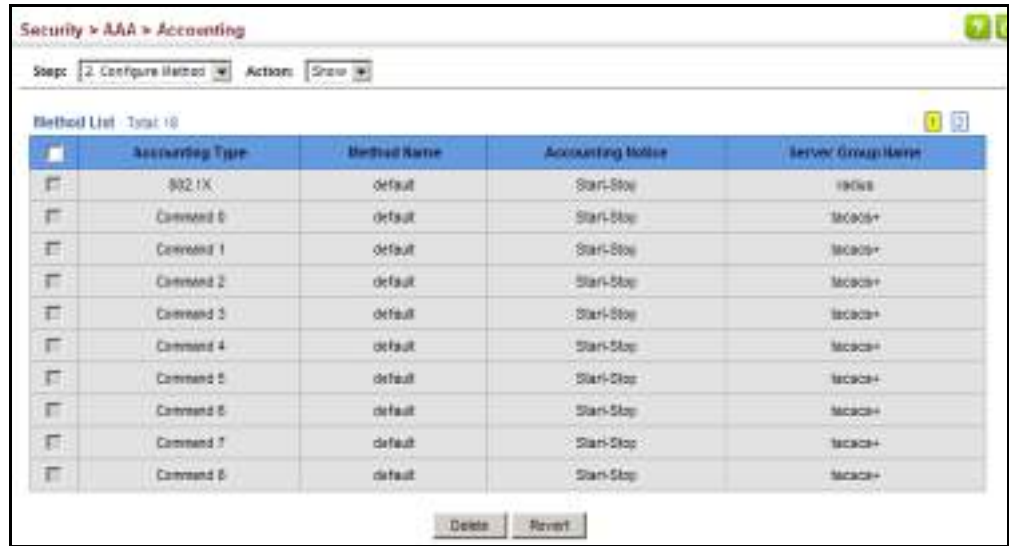 Security > AAA > Accounting
Step: 2. Configure Method Action: Show
Method List Total: 18 1 2
Accounting Type Method Name Accounting Notice Server Group Name
802.1X default Start-Stop radius
Command 0 default Start-Stop tacacs+
Command 1 default Start-Stop tacacs+
Command 2 default Start-Stop tacacs+
Command 3 default Start-Stop tacacs+
Command 4 default Start-Stop tacacs+
Command 5 default Start-Stop tacacs+
Command 6 default Start-Stop tacacs+
Command 7 default Start-Stop tacacs+
Command 8 default Start-Stop tacacs+
Delete Revert